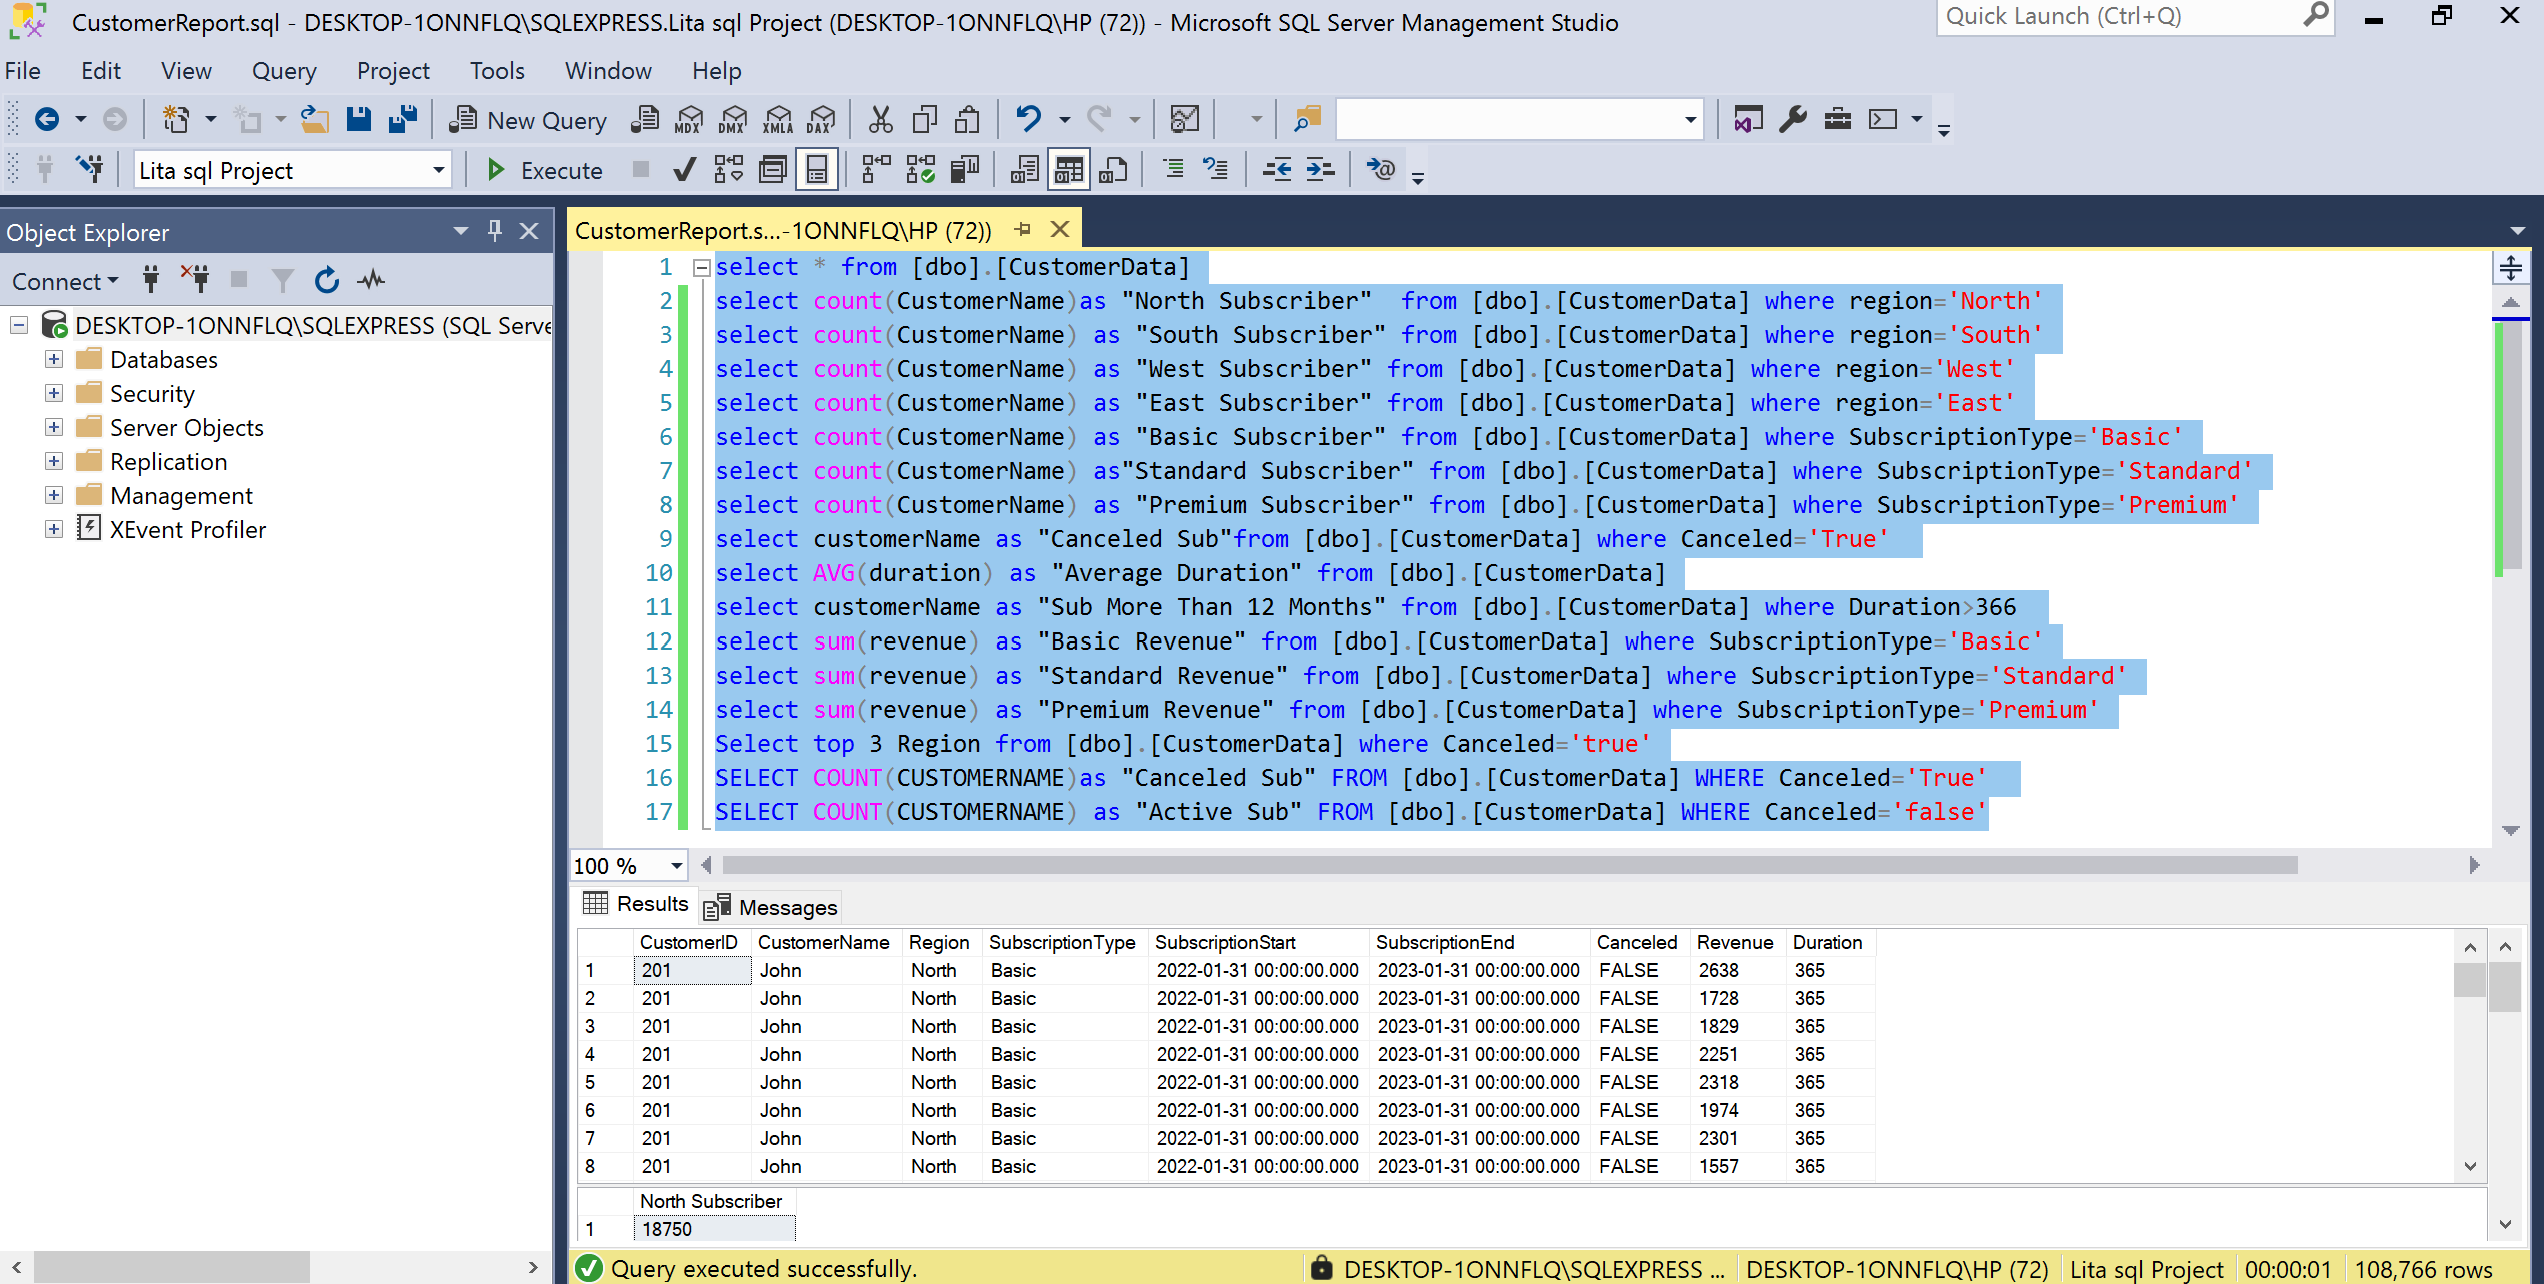 CustomerReport.sql - DESKTOP-1ONNFLQ\SQLEXPRESS.Lita sql Project (DESKTOP-1ONNFLQ\HP (72)) - Microsoft SQL Server Management Studio
Quick Launch (Ctrl+Q)
File Edit View Query Project Tools Window Help
New Query MDX DMX XMLA DAX
Lita sql Project Execute
Object Explorer
CustomerReport.s...-1ONNFLQ\HP (72))
Connect
DESKTOP-1ONNFLQ\SQLEXPRESS (SQL Serve
Databases
Security
Server Objects
Replication
Management
XEvent Profiler
1 select * from [dbo].[CustomerData]
2 select count(CustomerName)as "North Subscriber"  from [dbo].[CustomerData] where region='North'
3 select count(CustomerName) as "South Subscriber" from [dbo].[CustomerData] where region='South'
4 select count(CustomerName) as "West Subscriber" from [dbo].[CustomerData] where region='West'
5 select count(CustomerName) as "East Subscriber" from [dbo].[CustomerData] where region='East'
6 select count(CustomerName) as "Basic Subscriber" from [dbo].[CustomerData] where SubscriptionType='Basic'
7 select count(CustomerName) as"Standard Subscriber" from [dbo].[CustomerData] where SubscriptionType='Standard'
8 select count(CustomerName) as "Premium Subscriber" from [dbo].[CustomerData] where SubscriptionType='Premium'
9 select customerName as "Canceled Sub"from [dbo].[CustomerData] where Canceled='True'
10 select AVG(duration) as "Average Duration" from [dbo].[CustomerData]
11 select customerName as "Sub More Than 12 Months" from [dbo].[CustomerData] where Duration>366
12 select sum(revenue) as "Basic Revenue" from [dbo].[CustomerData] where SubscriptionType='Basic'
13 select sum(revenue) as "Standard Revenue" from [dbo].[CustomerData] where SubscriptionType='Standard'
14 select sum(revenue) as "Premium Revenue" from [dbo].[CustomerData] where SubscriptionType='Premium'
15 Select top 3 Region from [dbo].[CustomerData] where Canceled='true'
16 SELECT COUNT(CUSTOMERNAME)as "Canceled Sub" FROM [dbo].[CustomerData] WHERE Canceled='True'
17 SELECT COUNT(CUSTOMERNAME) as "Active Sub" FROM [dbo].[CustomerData] WHERE Canceled='false'
100 %
Results Messages
CustomerID CustomerName Region SubscriptionType SubscriptionStart SubscriptionEnd Canceled Revenue Duration
1 201 John North Basic 2022-01-31 00:00:00.000 2023-01-31 00:00:00.000 FALSE 2638 365
2 201 John North Basic 2022-01-31 00:00:00.000 2023-01-31 00:00:00.000 FALSE 1728 365
3 201 John North Basic 2022-01-31 00:00:00.000 2023-01-31 00:00:00.000 FALSE 1829 365
4 201 John North Basic 2022-01-31 00:00:00.000 2023-01-31 00:00:00.000 FALSE 2251 365
5 201 John North Basic 2022-01-31 00:00:00.000 2023-01-31 00:00:00.000 FALSE 2318 365
6 201 John North Basic 2022-01-31 00:00:00.000 2023-01-31 00:00:00.000 FALSE 1974 365
7 201 John North Basic 2022-01-31 00:00:00.000 2023-01-31 00:00:00.000 FALSE 2301 365
8 201 John North Basic 2022-01-31 00:00:00.000 2023-01-31 00:00:00.000 FALSE 1557 365
North Subscriber
1 18750
Query executed successfully. DESKTOP-1ONNFLQ\SQLEXPRESS ... DESKTOP-1ONNFLQ\HP (72) Lita sql Project 00:00:01 108,766 rows